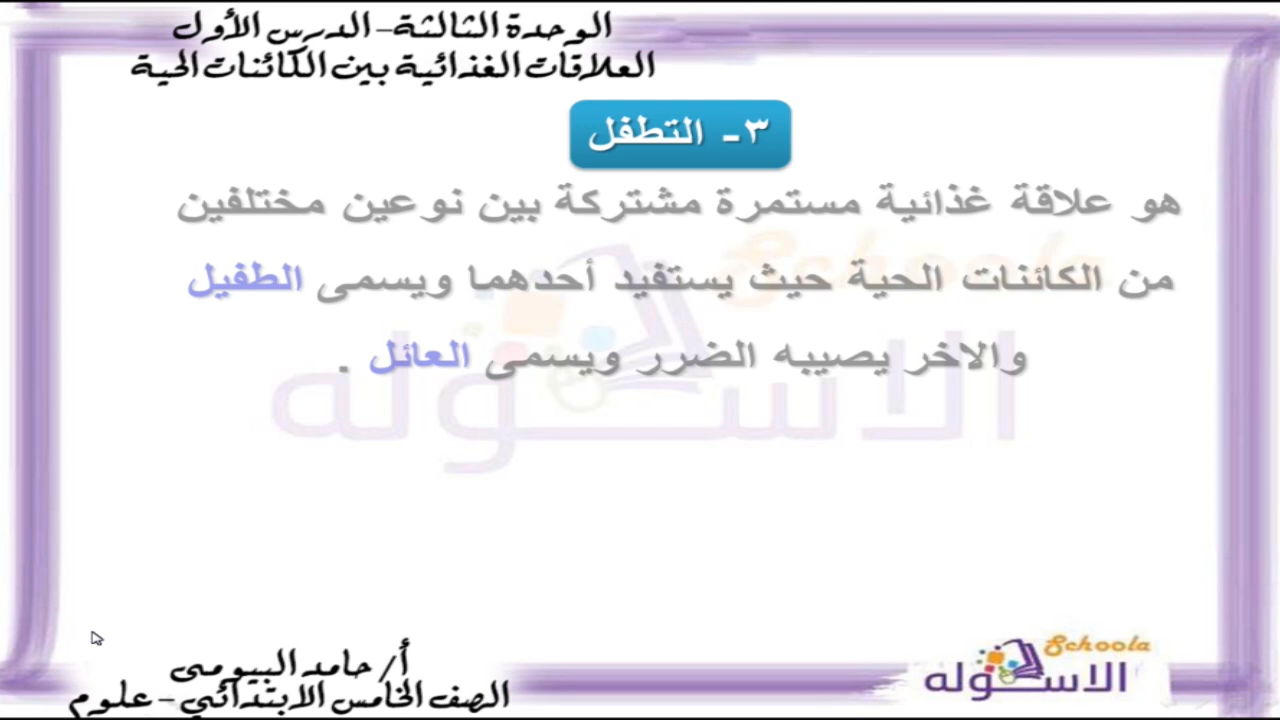 الوحدة الثالثة- الدرس الأول
العلاقات الغذائية بين الكائنات الحية
٣- التطفل
هو علاقة غذائية مستمرة مشتركة بين نوعين مختلفين
من الكائنات الحية حيث يستفيد أحدهما ويسمى الطفيل
والاخر يصيبه الضرر ويسمى العائل .
الاسكوله
أ/ حامد البيومى
الصف الخامس الابتدائي - علوم
Schoola
الاسكوله